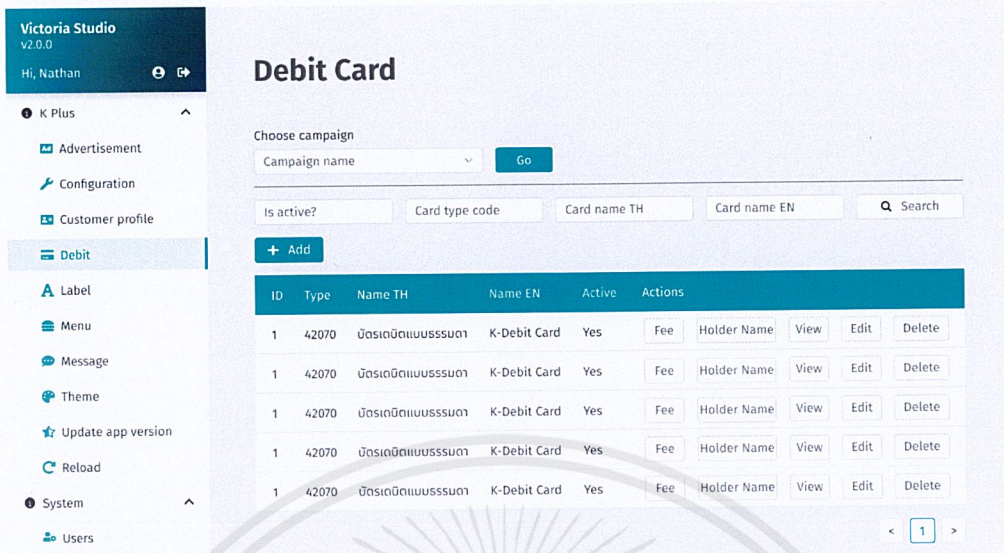 Victoria Studio
v2.0.0
Hi, Nathan
K Plus
Advertisement
Configuration
Customer profile
Debit
Label
Menu
Message
Theme
Update app version
Reload
System
Users
Debit Card
Choose campaign
Campaign name Go
Is active? Card type code Card name TH Card name EN Search
+ Add
ID Type Name TH Name EN Active Actions
1 42070 บัตรเดบิตแบบธรรมดา K-Debit Card Yes Fee Holder Name View Edit Delete
1 42070 บัตรเดบิตแบบธรรมดา K-Debit Card Yes Fee Holder Name View Edit Delete
1 42070 บัตรเดบิตแบบธรรมดา K-Debit Card Yes Fee Holder Name View Edit Delete
1 42070 บัตรเดบิตแบบธรรมดา K-Debit Card Yes Fee Holder Name View Edit Delete
1 42070 บัตรเดบิตแบบธรรมดา K-Debit Card Yes Fee Holder Name View Edit Delete
< 1 >